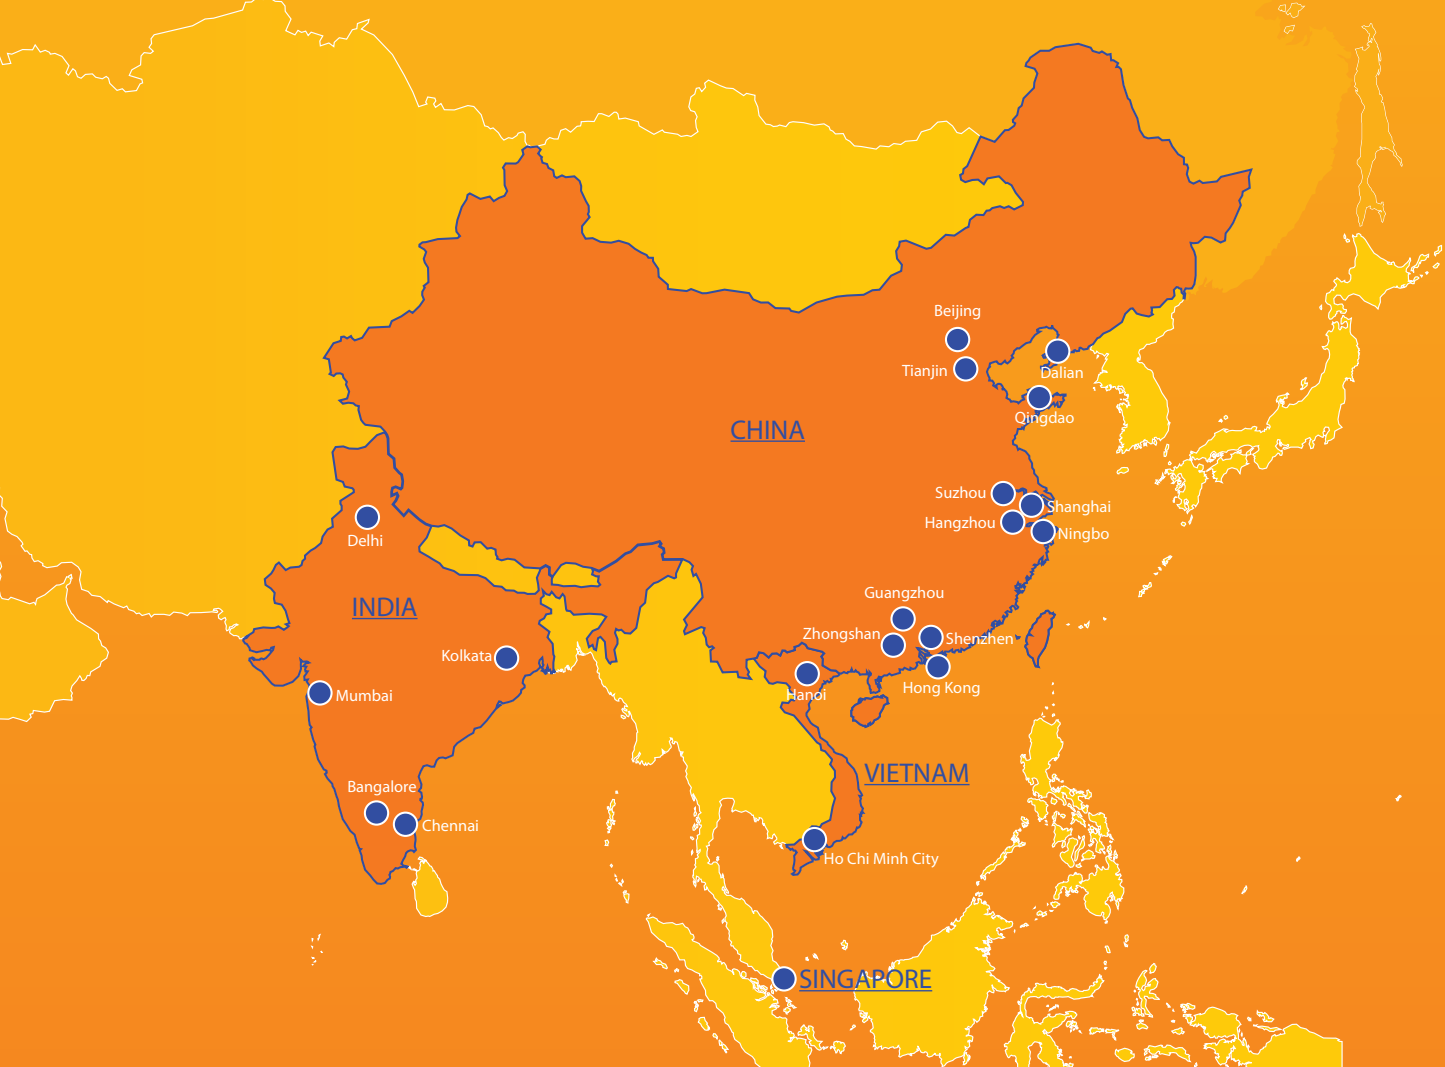 Beijing
Tianjin
Dalian
Qingdao
CHINA
Suzhou
Shanghai
Hangzhou
Ningbo
Delhi
Guangzhou
INDIA
Zhongshan
Shenzhen
Kolkata
Hong Kong
Hanoi
Mumbai
VIETNAM
Bangalore
Chennai
Ho Chi Minh City
SINGAPORE